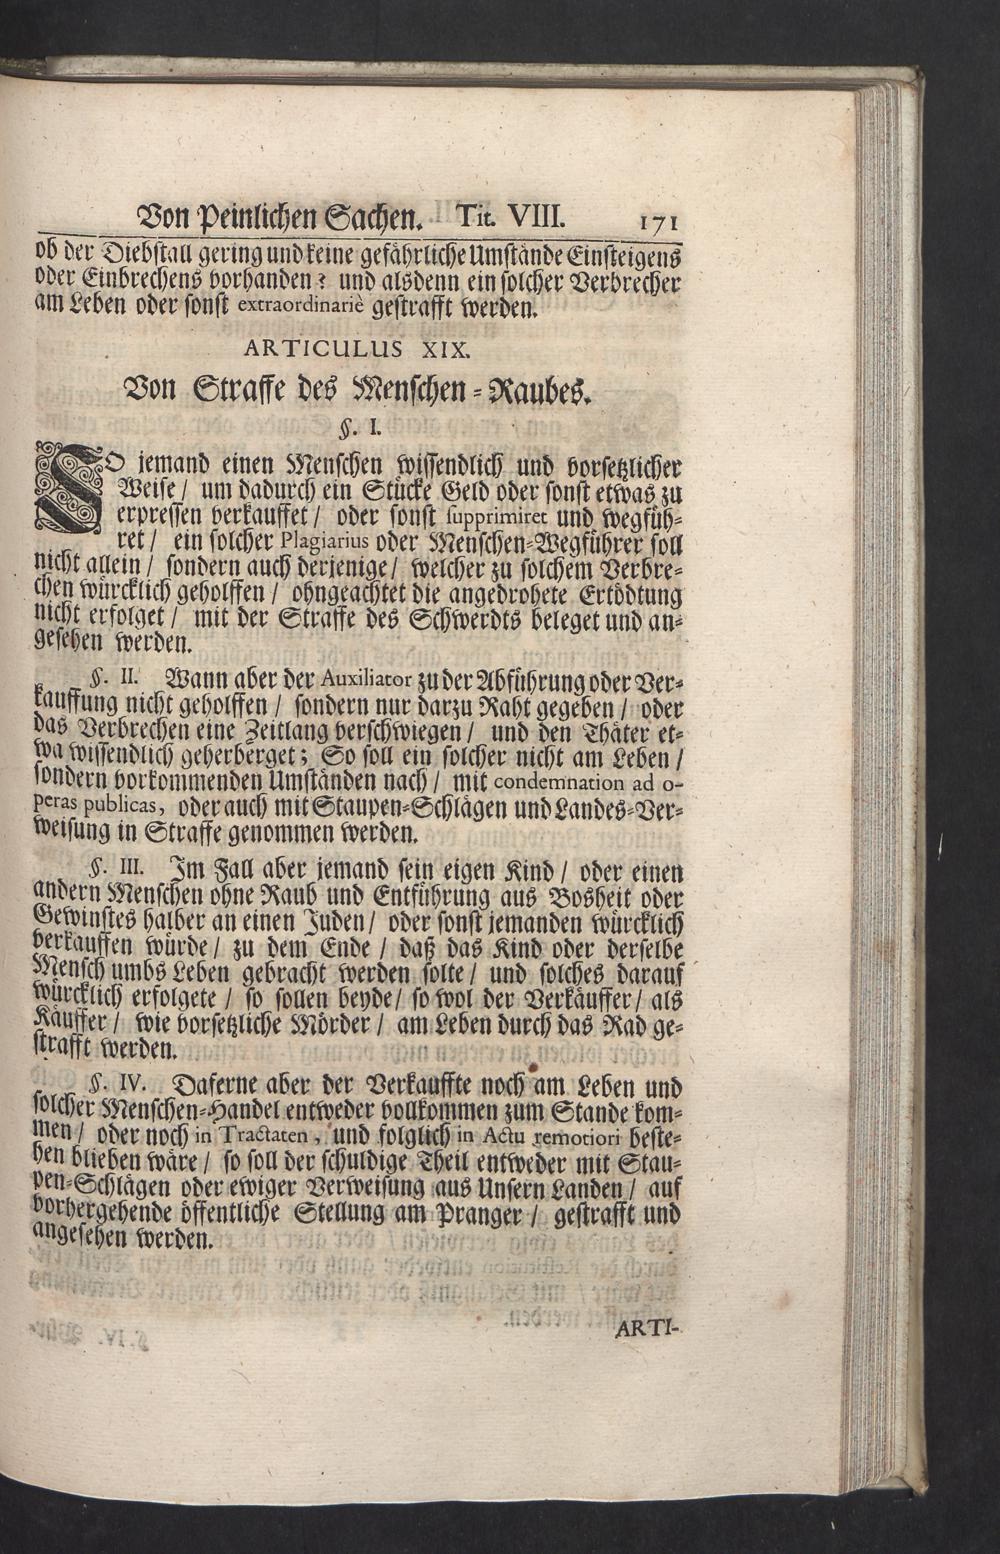 Von Peinlichen Sachen. Tit. VIII. 171
ob der Diebstall gering und keine gefährliche Umstände Einsteigens
oder Einbrechens vorhanden? und alsdenn ein solcher Verbrecher
am Leben oder sonst extraordinariè gestrafft werden.
ARTICULUS XIX.
Von Straffe des Menschen-Raubes.
§. I.
SO jemand einen Menschen wissendlich und vorsetzlicher
Weise / um dadurch ein Stücke Geld oder sonst etwas zu
erpressen verkauffet / oder sonst supprimiret und wegfüh-
ret / ein solcher Plagiarius oder Menschen-Wegführer soll
nicht allein / sondern auch derjenige / welcher zu solchem Verbre-
chen würcklich geholffen / ohngeachtet die angedrohete Ertödtung
nicht erfolget / mit der Straffe des Schwerdts beleget und an-
gesehen werden.
§. II. Wann aber der Auxiliator zu der Abführung oder Ver-
kauffung nicht geholffen / sondern nur darzu Raht gegeben / oder
das Verbrechen eine Zeitlang verschwiegen / und den Thäter et-
wa wissendlich geherberget; So soll ein solcher nicht am Leben /
sondern vorkommenden Umständen nach / mit condemnation ad o-
peras publicas, oder auch mit Staupen-Schlägen und Landes-Ver-
weisung in Straffe genommen werden.
§. III. Im Fall aber jemand sein eigen Kind / oder einen
andern Menschen ohne Raub und Entführung aus Bosheit oder
Gewinstes halber an einen Juden / oder sonst jemanden würcklich
verkauffen würde / zu dem Ende / daß das Kind oder derselbe
Mensch umbs Leben gebracht werden solte / und solches darauf
würcklich erfolgete / so sollen beyde / so wol der Verkäuffer / als
Käuffer / wie vorsetzliche Mörder / am Leben durch das Rad ge-
strafft werden.
§. IV. Daferne aber der Verkauffte noch am Leben und
solcher Menschen-Handel entweder vollkommen zum Stande kom-
men / oder noch in Tractaten, und folglich in Actu remotiori beste-
hen blieben wäre / so soll der schuldige Theil entweder mit Stau-
pen-Schlägen oder ewiger Verweisung aus Unsern Landen / auf
vorhergehende öffentliche Stellung am Pranger / gestrafft und
angesehen werden.
ARTI-